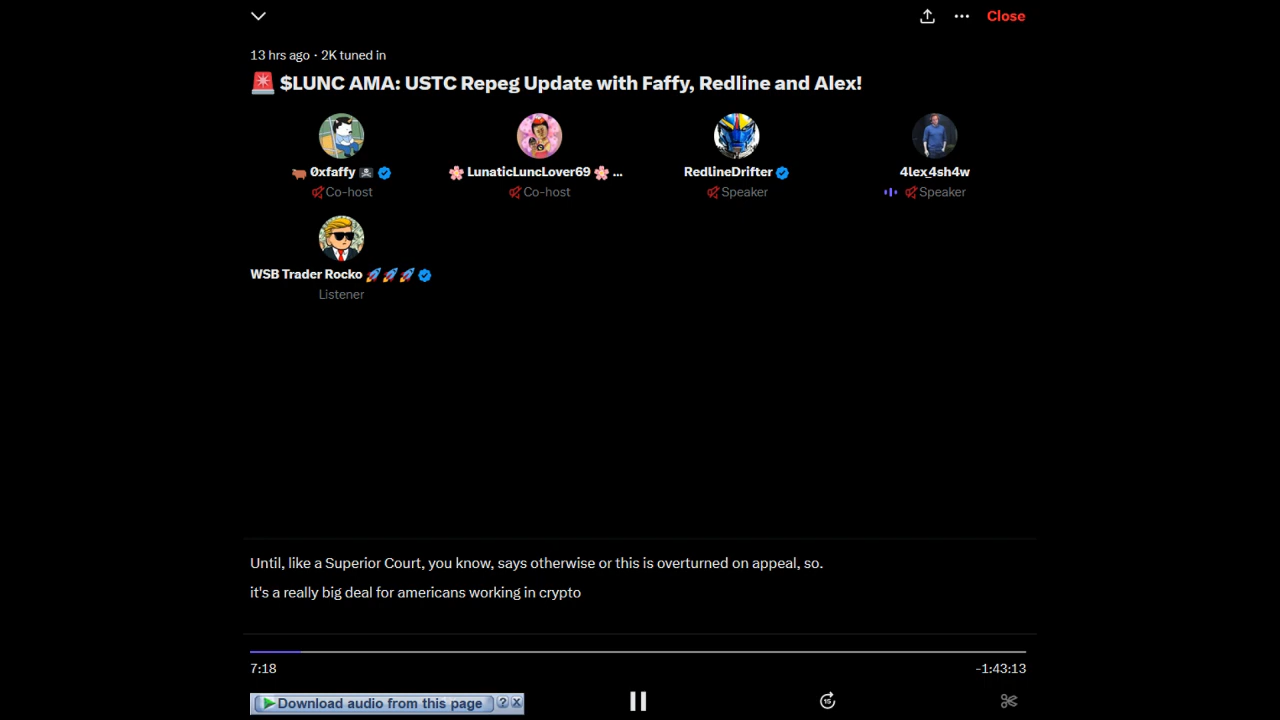 Close
13 hrs ago · 2K tuned in
🚨 $LUNC AMA: USTC Repeg Update with Faffy, Redline and Alex!
🐂 0xfaffy 🏴‍☠️
🌸 LunaticLuncLover69 🌸 ...
RedlineDrifter
4lex_4sh4w
Co-host
Co-host
Speaker
Speaker
WSB Trader Rocko 🚀🚀🚀
Listener
Until, like a Superior Court, you know, says otherwise or this is overturned on appeal, so.
it's a really big deal for americans working in crypto
7:18
-1:43:13
Download audio from this page ? X
15